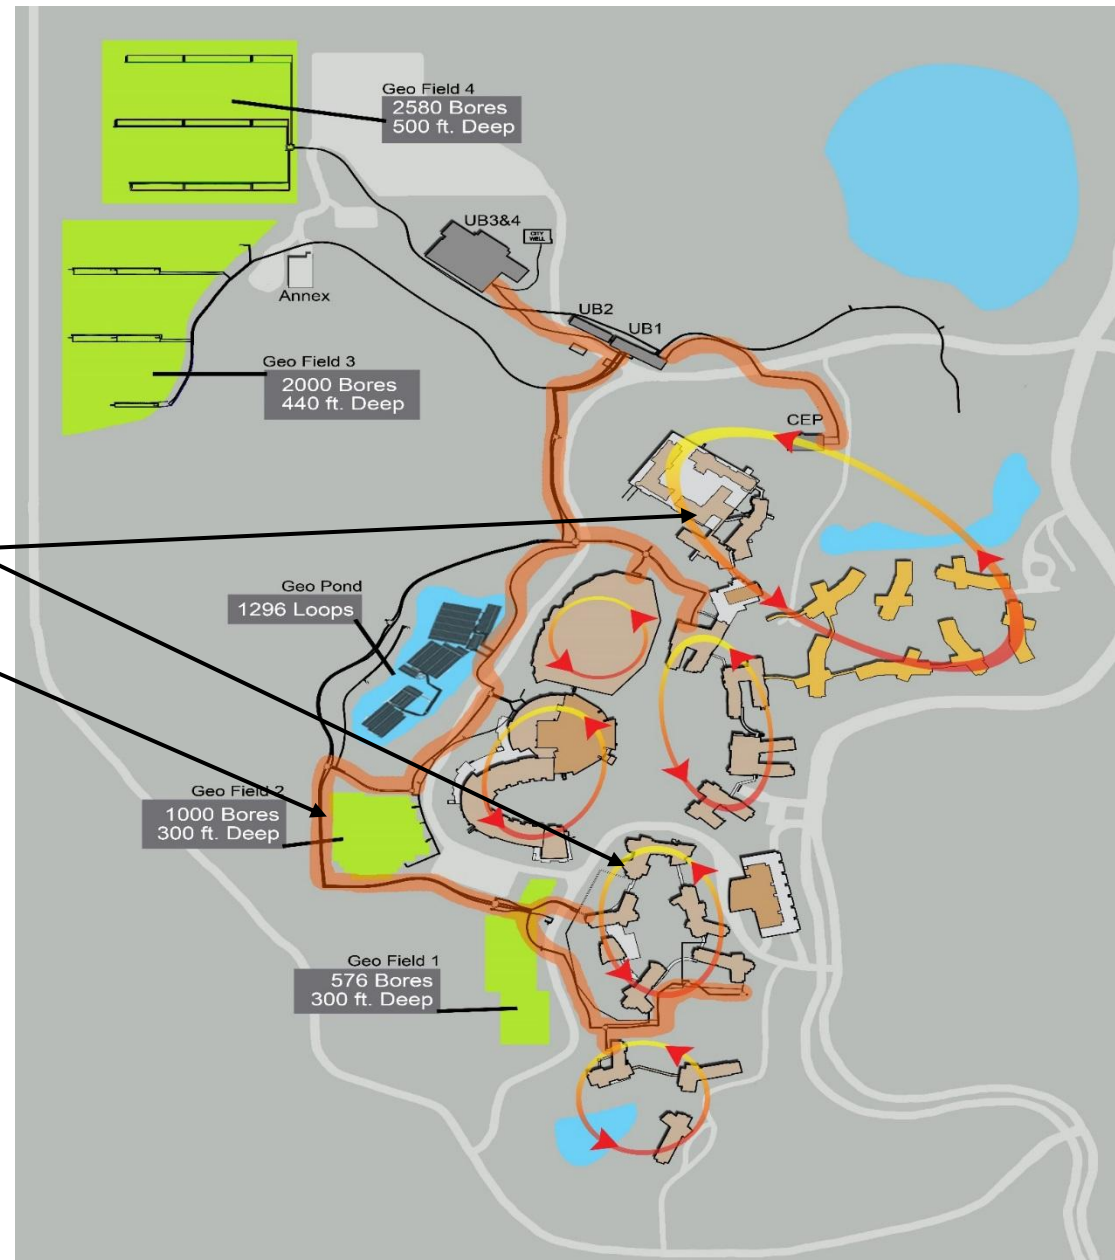 Geo Field 4
2580 Bores
500 ft. Deep
UB3&4
CITY
WELL
Annex
UB2
UB1
Geo Field 3
2000 Bores
440 ft. Deep
CEP
Geo Pond
1296 Loops
Geo Field 2
1000 Bores
300 ft. Deep
Geo Field 1
576 Bores
300 ft. Deep